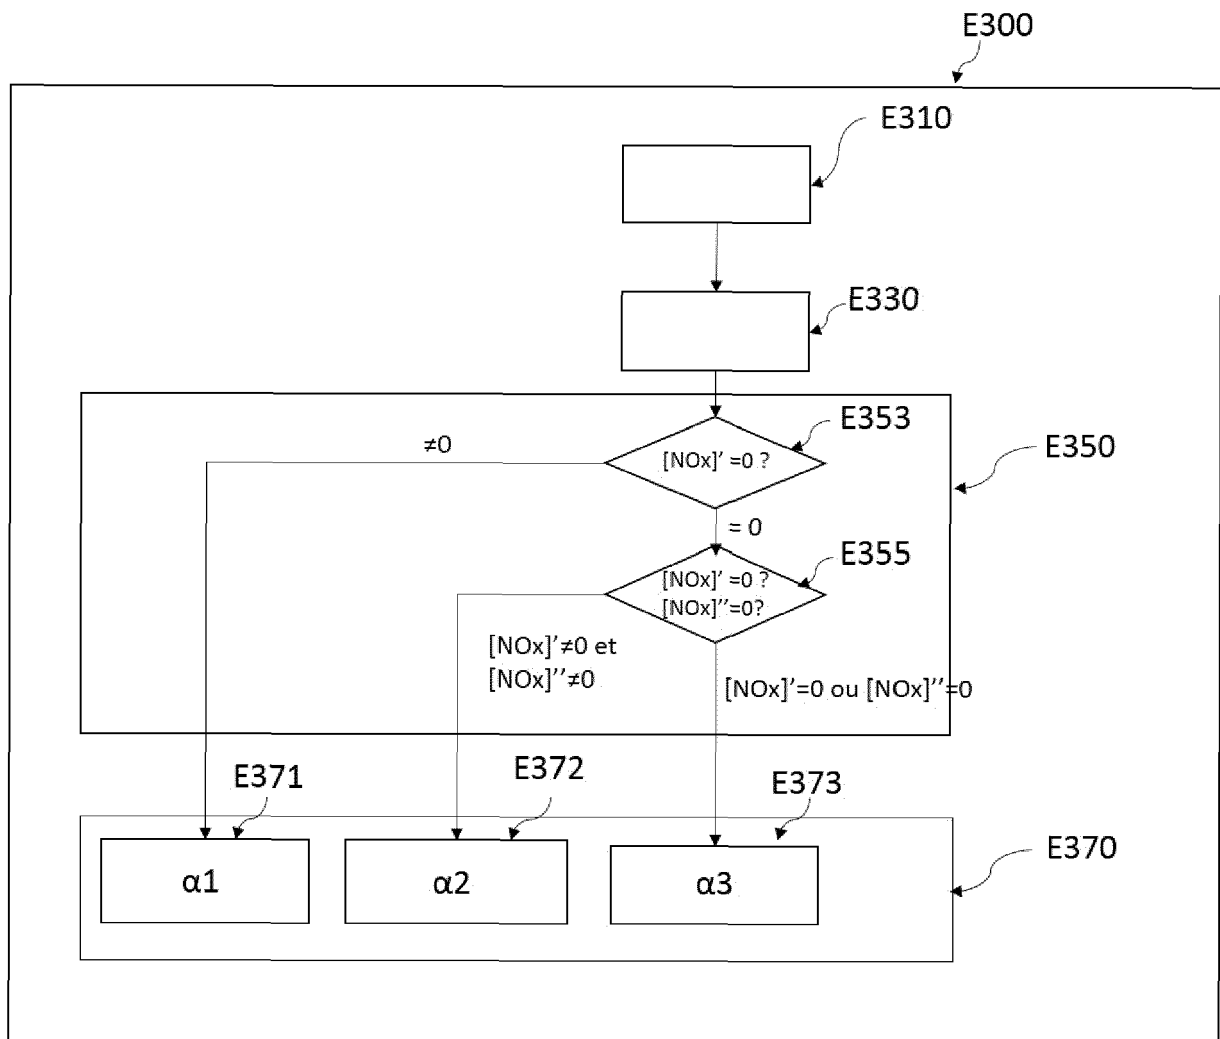 E300
E310
E330
E353
≠0
[NOx]' =0 ?
E350
= 0
E355
[NOx]' =0 ?
[NOx]''=0?
[NOx]'≠0 et
[NOx]''≠0
[NOx]'=0 ou [NOx]''=0
E371
E372
E373
E370
α1
α2
α3